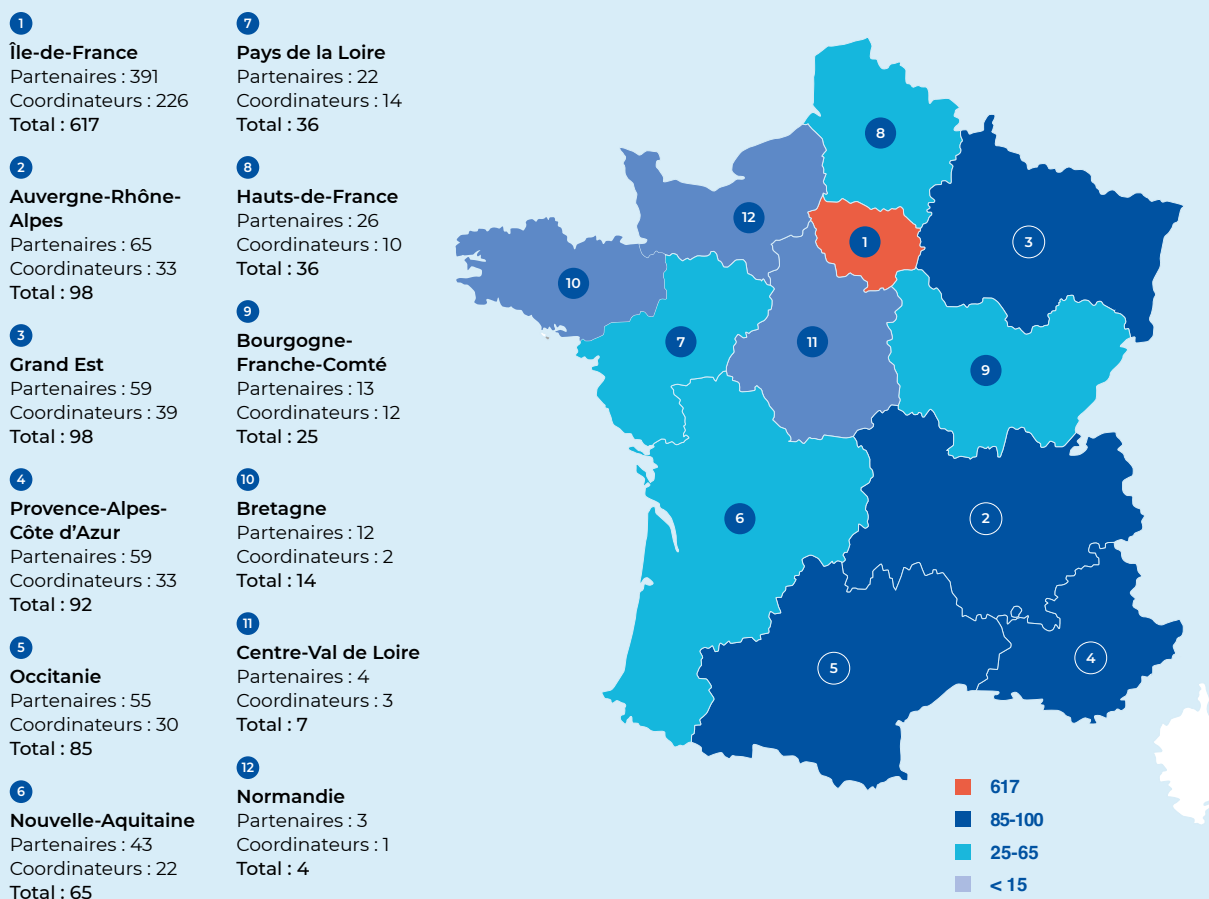 1
Île-de-France
Partenaires : 391
Coordinateurs : 226
Total : 617
2
Auvergne-Rhône-
Alpes
Partenaires : 65
Coordinateurs : 33
Total : 98
3
Grand Est
Partenaires : 59
Coordinateurs : 39
Total : 98
4
Provence-Alpes-
Côte d’Azur
Partenaires : 59
Coordinateurs : 33
Total : 92
5
Occitanie
Partenaires : 55
Coordinateurs : 30
Total : 85
6
Nouvelle-Aquitaine
Partenaires : 43
Coordinateurs : 22
Total : 65
7
Pays de la Loire
Partenaires : 22
Coordinateurs : 14
Total : 36
8
Hauts-de-France
Partenaires : 26
Coordinateurs : 10
Total : 36
9
Bourgogne-
Franche-Comté
Partenaires : 13
Coordinateurs : 12
Total : 25
10
Bretagne
Partenaires : 12
Coordinateurs : 2
Total : 14
11
Centre-Val de Loire
Partenaires : 4
Coordinateurs : 3
Total : 7
12
Normandie
Partenaires : 3
Coordinateurs : 1
Total : 4
8
12
1
3
10
7
11
9
6
2
5
4
617
85-100
25-65
< 15